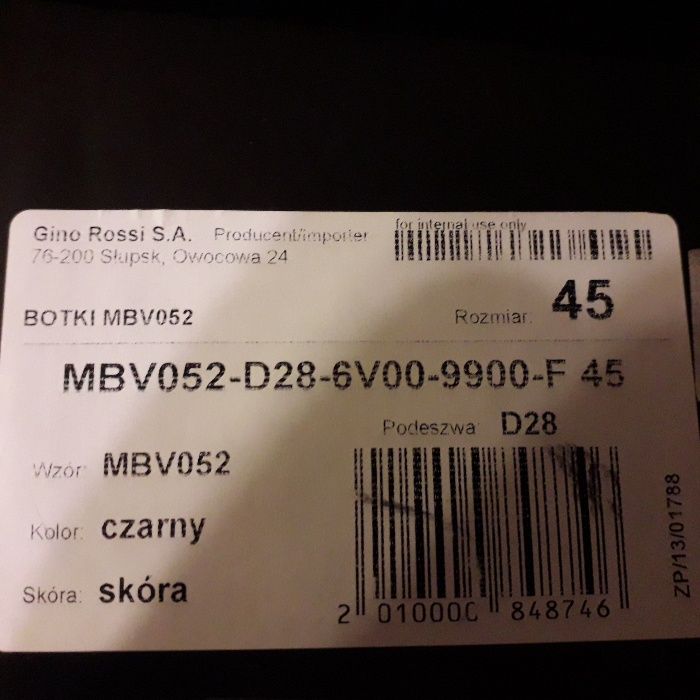 Gino Rossi S.A. Producent/importer
76-200 Słupsk, Owocowa 24
for internal use only
BOTKI MBV052
Rozmiar: 45
MBV052-D28-6V00-9900-F 45
Podeszwa: D28
Wzór: MBV052
Kolor: czarny
Skóra: skóra
2 010000 848746
ZP/13/01788